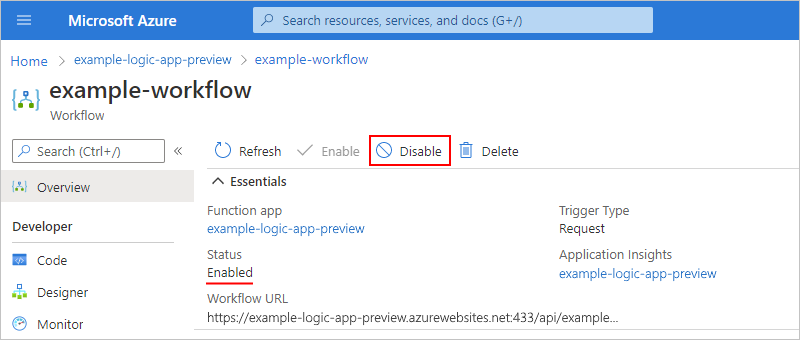 Microsoft Azure
Search resources, services, and docs (G+/)
Home > example-logic-app-preview > example-workflow
example-workflow
Workflow
Search (Ctrl+/) «
Refresh Enable Disable Delete
Overview
Developer
Code
Designer
Monitor
Essentials
Function app
example-logic-app-preview
Status
Enabled
Workflow URL
https://example-logic-app-preview.azurewebsites.net:433/api/example...
Trigger Type
Request
Application Insights
example-logic-app-preview